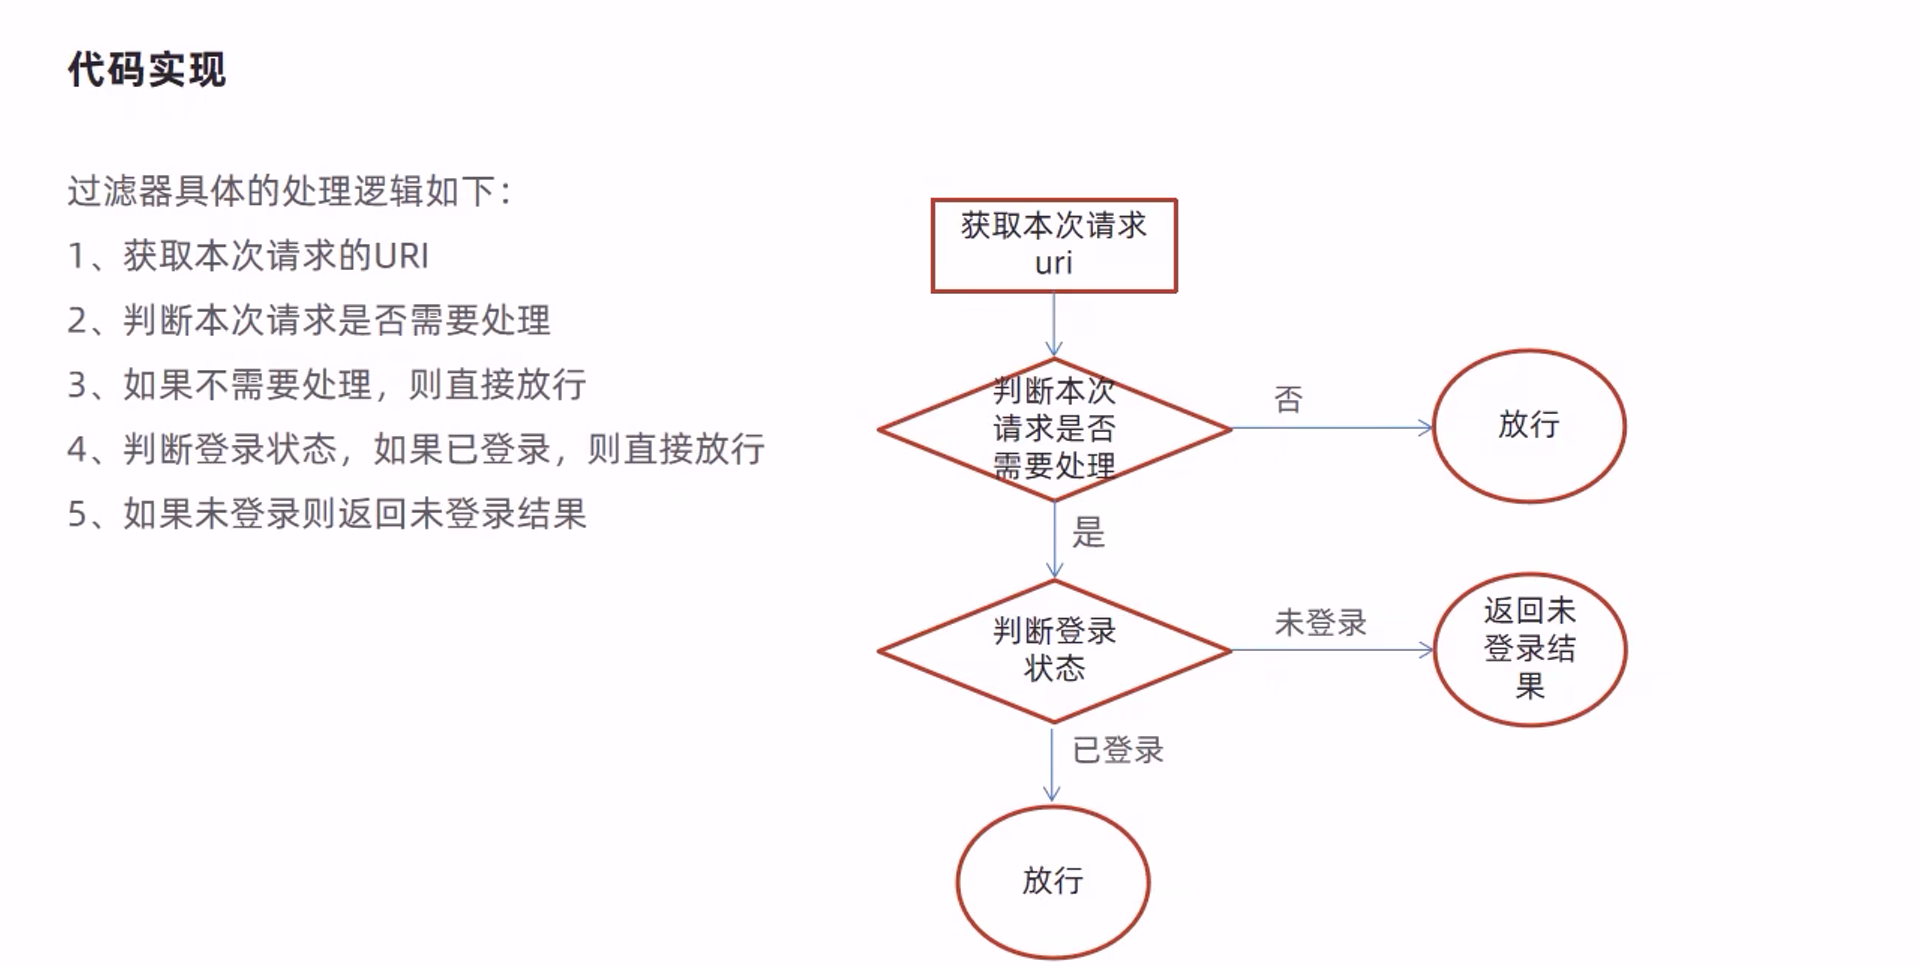 代码实现
过滤器具体的处理逻辑如下：
1、获取本次请求的URI
2、判断本次请求是否需要处理
3、如果不需要处理，则直接放行
4、判断登录状态，如果已登录，则直接放行
5、如果未登录则返回未登录结果
获取本次请求
uri
判断本次
请求是否
需要处理
否
放行
是
判断登录
状态
未登录
返回未
登录结
果
已登录
放行